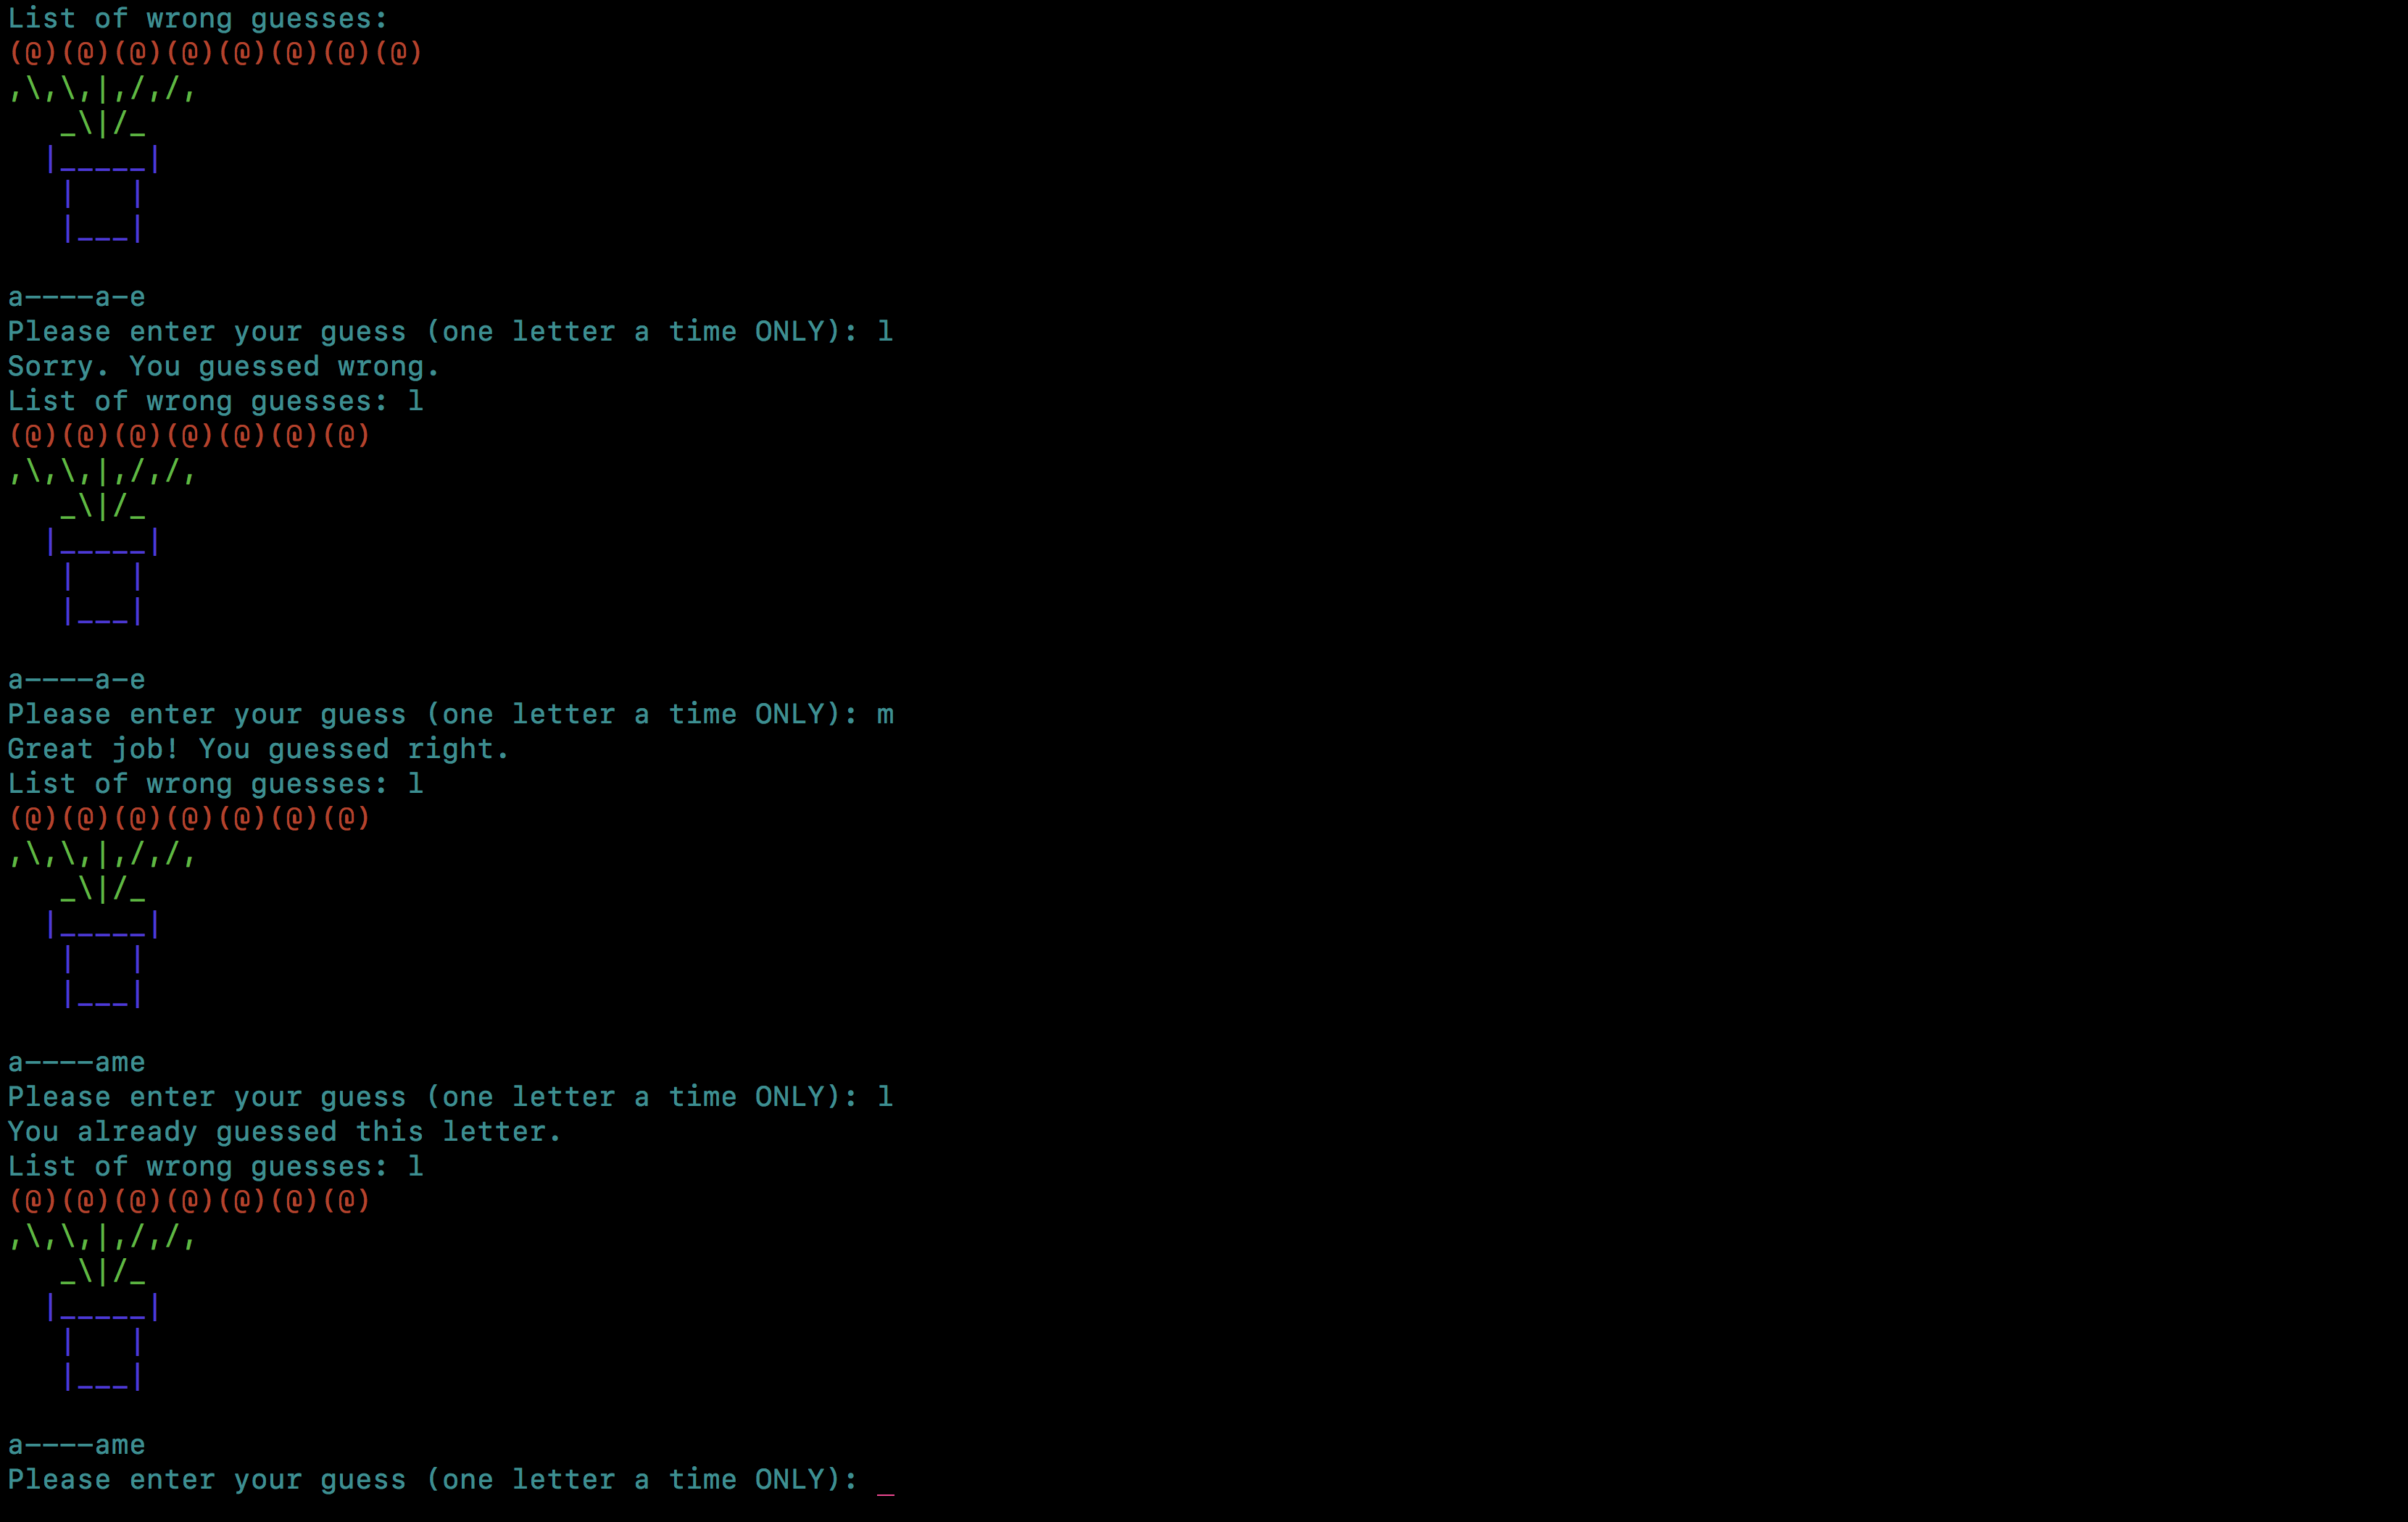 List of wrong guesses:
(@)(@)(@)(@)(@)(@)(@)(@)
,\,\,|,/,/,
   _\|/_
  |_____|
   |   |
   |___|
a----a-e
Please enter your guess (one letter a time ONLY): l
Sorry. You guessed wrong.
List of wrong guesses: l
(@)(@)(@)(@)(@)(@)(@)
,\,\,|,/,/,
   _\|/_
  |_____|
   |   |
   |___|
a----a-e
Please enter your guess (one letter a time ONLY): m
Great job! You guessed right.
List of wrong guesses: l
(@)(@)(@)(@)(@)(@)(@)
,\,\,|,/,/,
   _\|/_
  |_____|
   |   |
   |___|
a----ame
Please enter your guess (one letter a time ONLY): l
You already guessed this letter.
List of wrong guesses: l
(@)(@)(@)(@)(@)(@)(@)
,\,\,|,/,/,
   _\|/_
  |_____|
   |   |
   |___|
a----ame
Please enter your guess (one letter a time ONLY): _